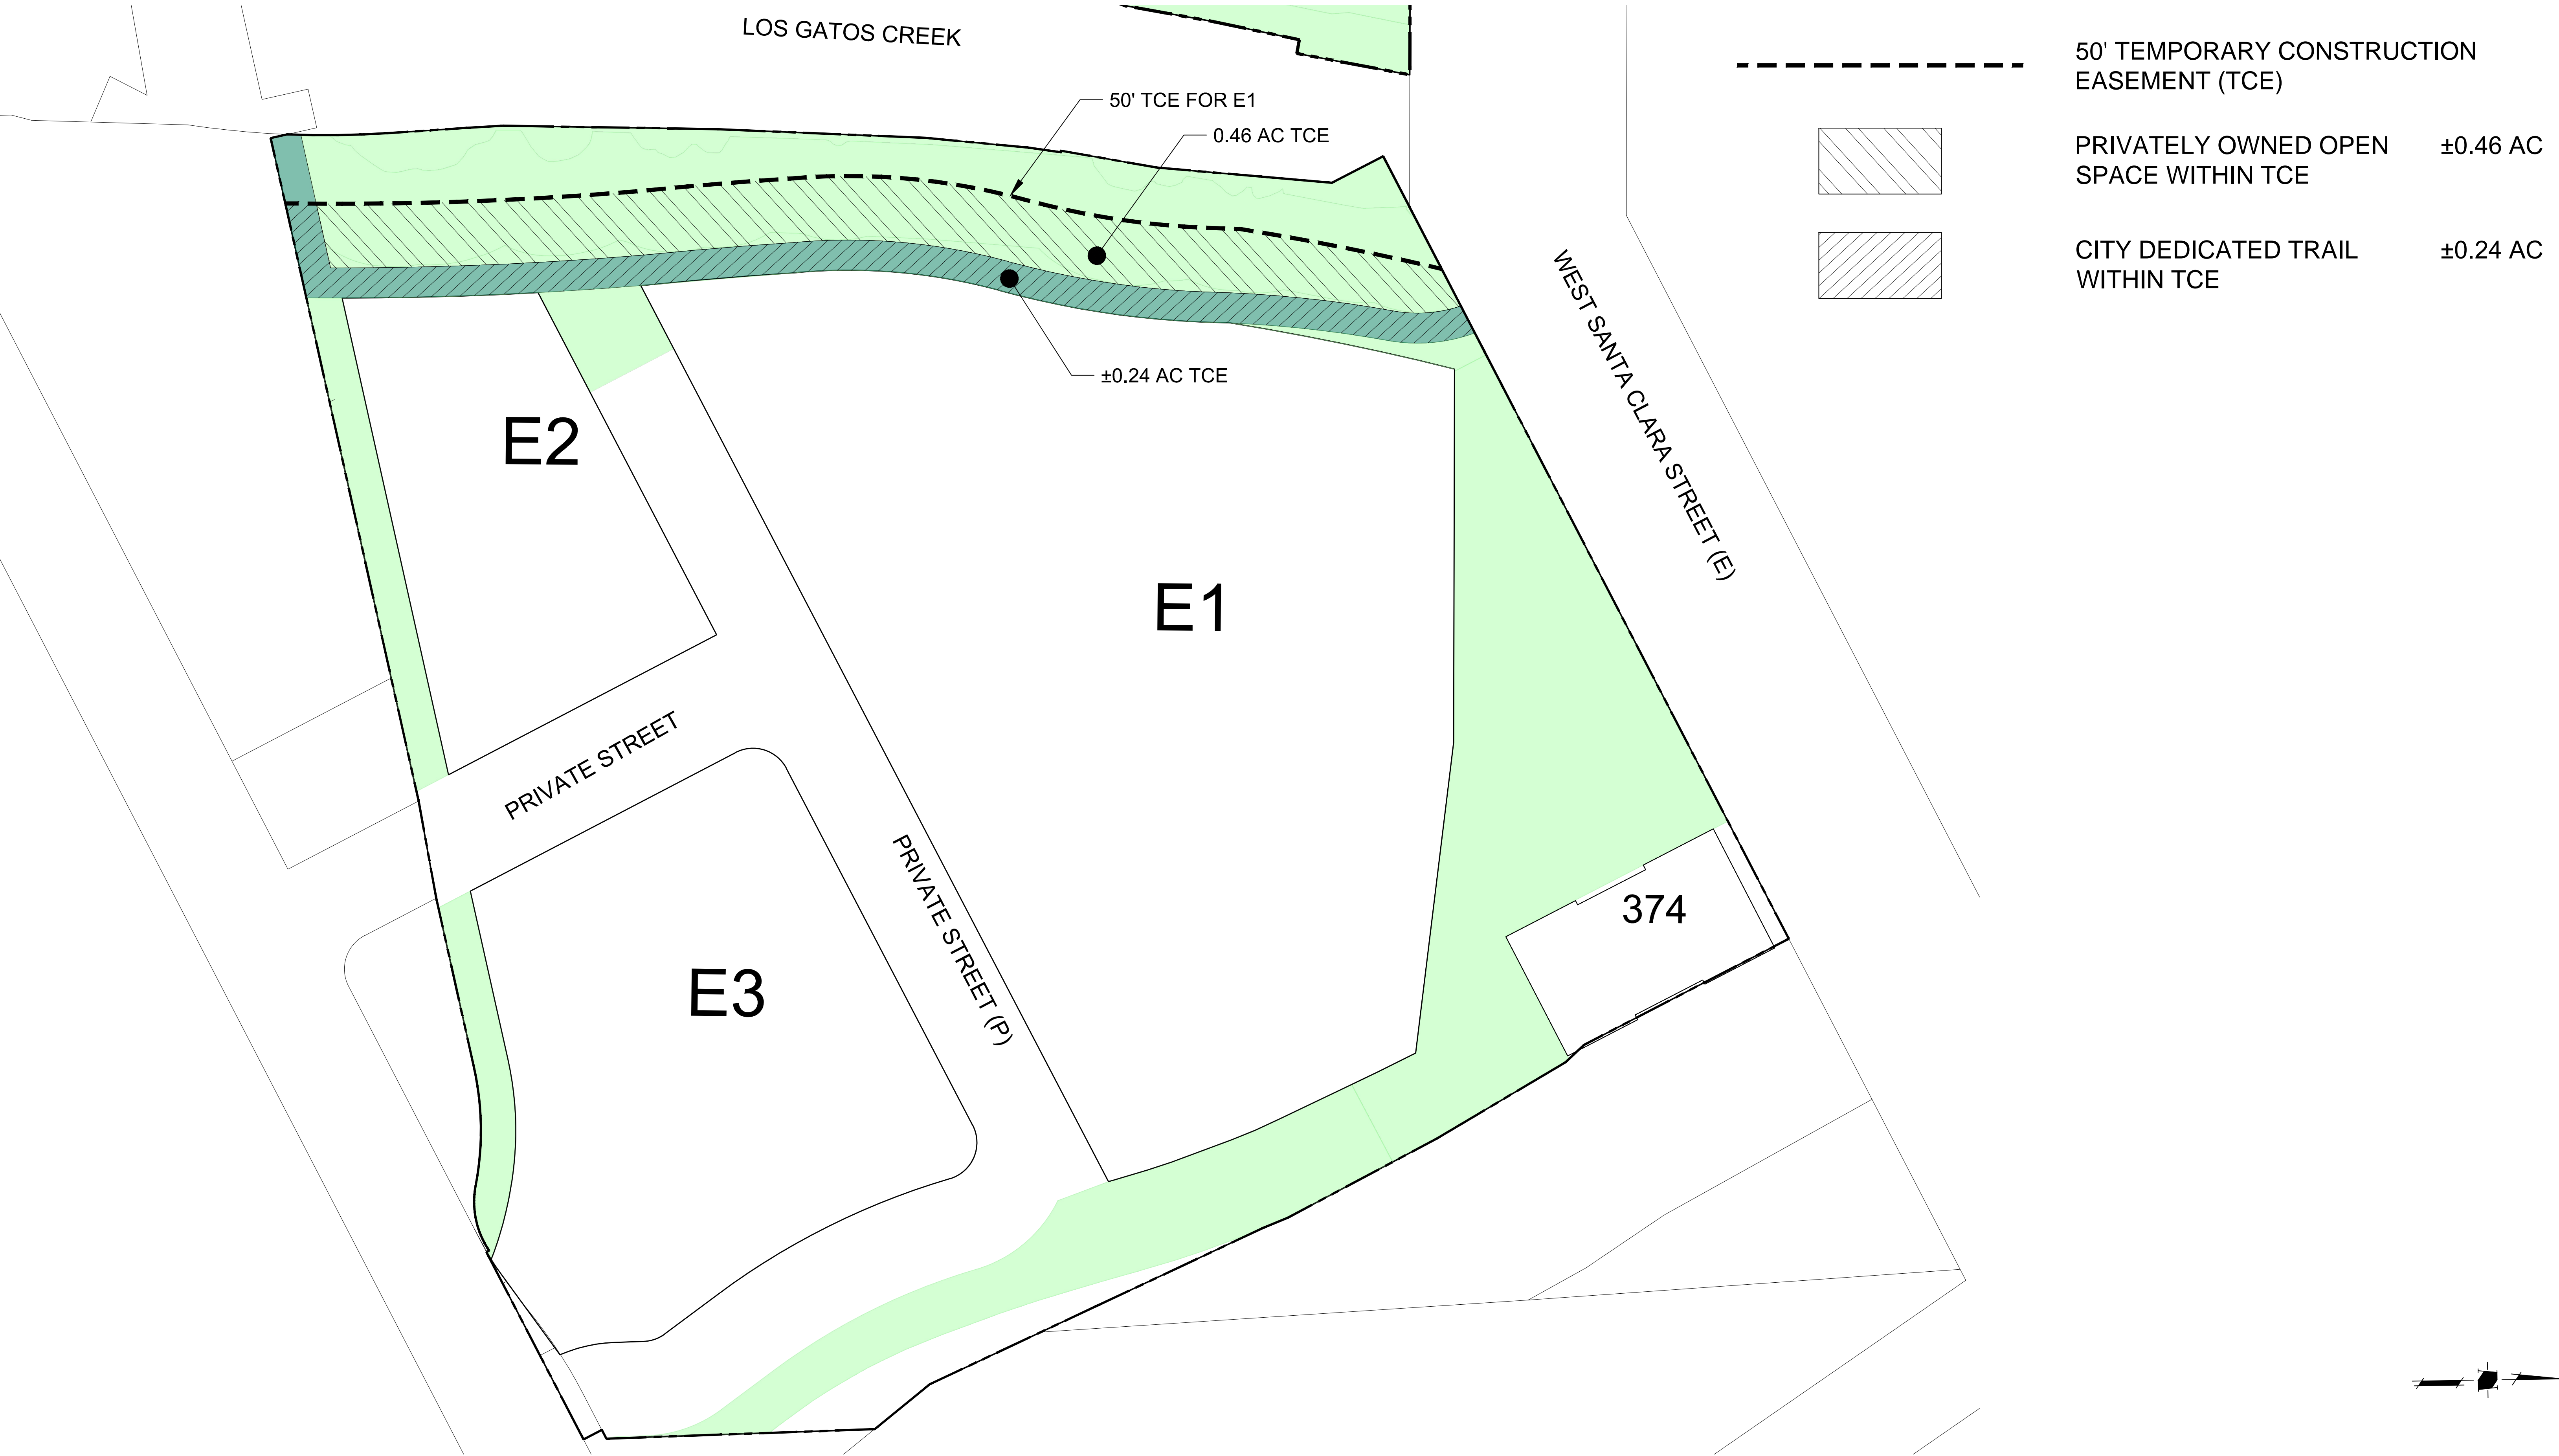 LOS GATOS CREEK
50' TEMPORARY CONSTRUCTION
EASEMENT (TCE)
PRIVATELY OWNED OPEN ±0.46 AC
SPACE WITHIN TCE
CITY DEDICATED TRAIL ±0.24 AC
WITHIN TCE
50' TCE FOR E1
0.46 AC TCE
±0.24 AC TCE
WEST SANTA CLARA STREET (E)
E2
E1
PRIVATE STREET
PRIVATE STREET (P)
374
E3